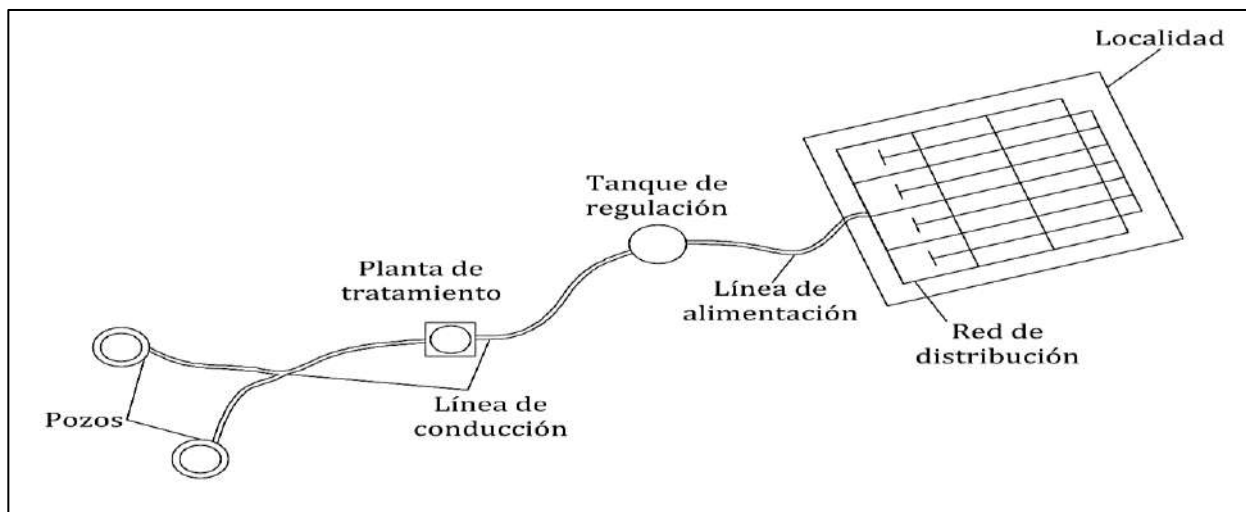 Localidad
Tanque de
regulación
Planta de
tratamiento
Línea de
alimentación
Red de
distribución
Pozos
Línea de
conducción